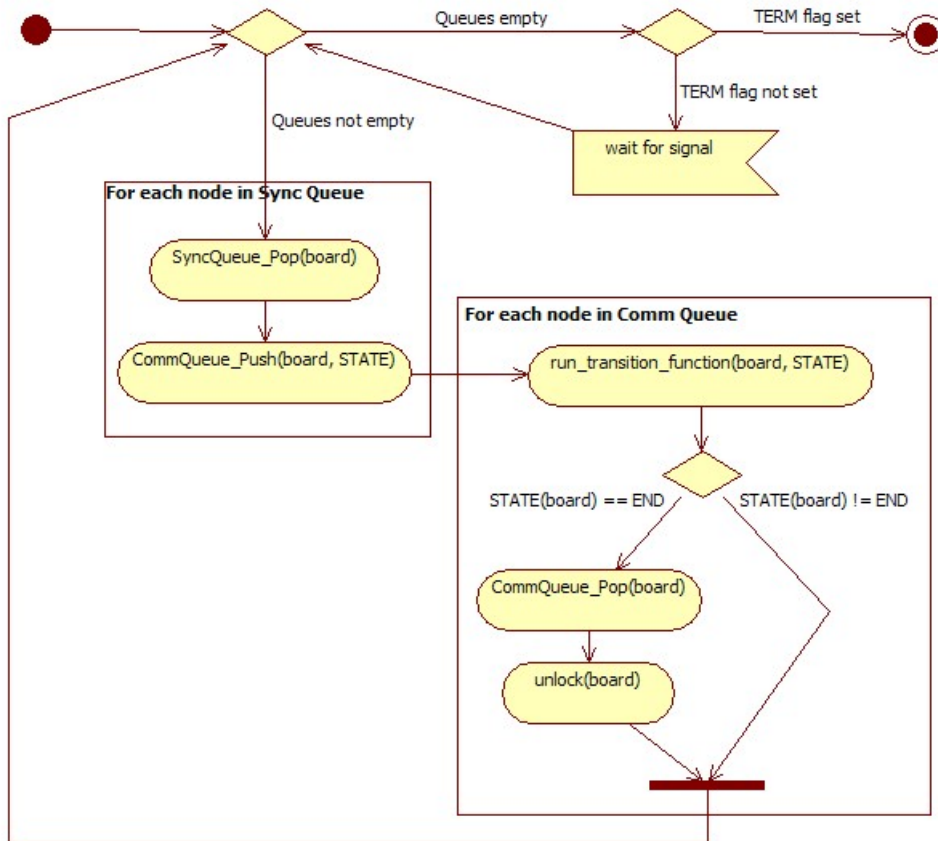 Queues empty
TERM flag set
TERM flag not set
Queues not empty
wait for signal
For each node in Sync Queue
SyncQueue_Pop(board)
CommQueue_Push(board, STATE)
For each node in Comm Queue
run_transition_function(board, STATE)
STATE(board) == END
STATE(board) != END
CommQueue_Pop(board)
unlock(board)